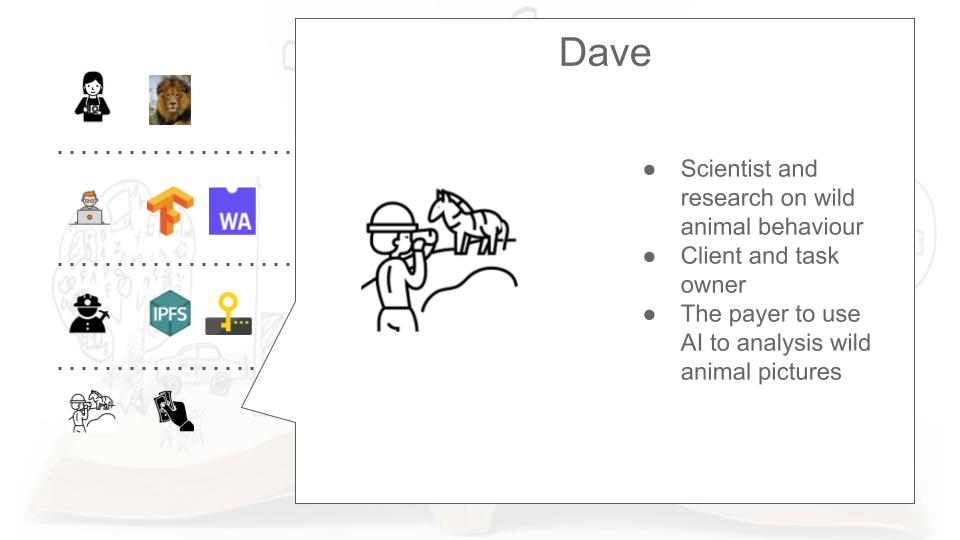 Dave
● Scientist and
research on wild
animal behaviour
● Client and task
owner
● The payer to use
AI to analysis wild
animal pictures
WA
IPFS